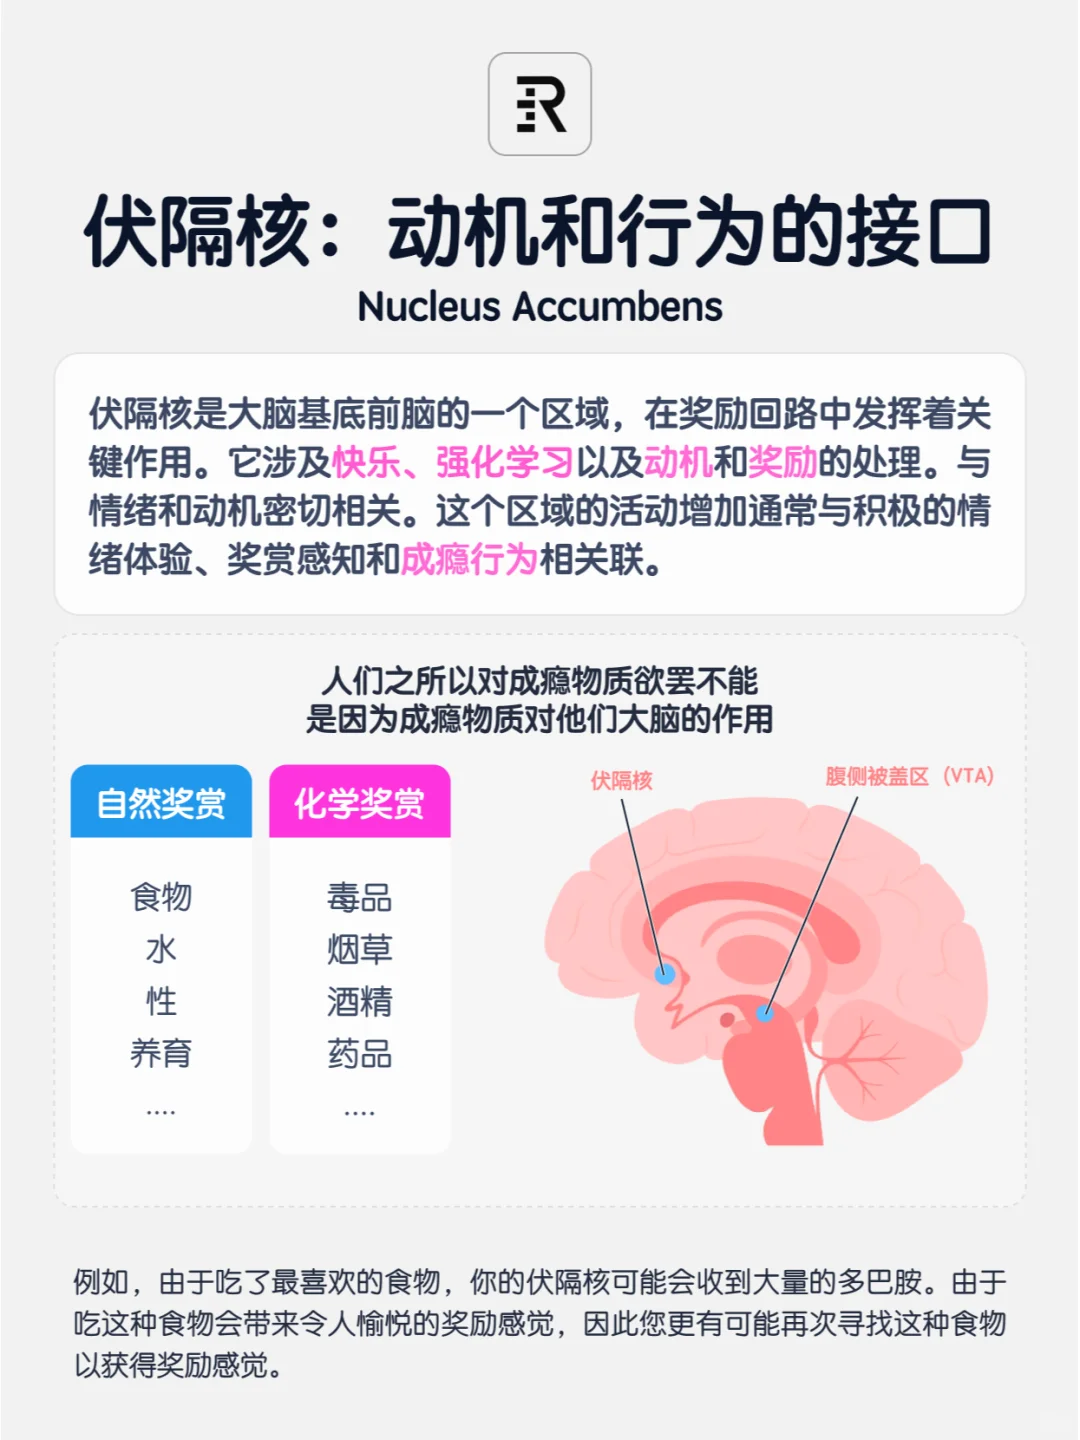 R
伏隔核：动机和行为的接口
Nucleus Accumbens
伏隔核是大脑基底前脑的一个区域，在奖励回路中发挥着关
键作用。它涉及快乐、强化学习以及动机和奖励的处理。与
情绪和动机密切相关。这个区域的活动增加通常与积极的情
绪体验、奖赏感知和成瘾行为相关联。
人们之所以对成瘾物质欲罢不能
是因为成瘾物质对他们大脑的作用
自然奖赏
食物
水
性
养育
....
化学奖赏
毒品
烟草
酒精
药品
....
伏隔核
腹侧被盖区（VTA）
例如，由于吃了最喜欢的食物，你的伏隔核可能会收到大量的多巴胺。由于
吃这种食物会带来令人愉悦的奖励感觉，因此您更有可能再次寻找这种食物
以获得奖励感觉。